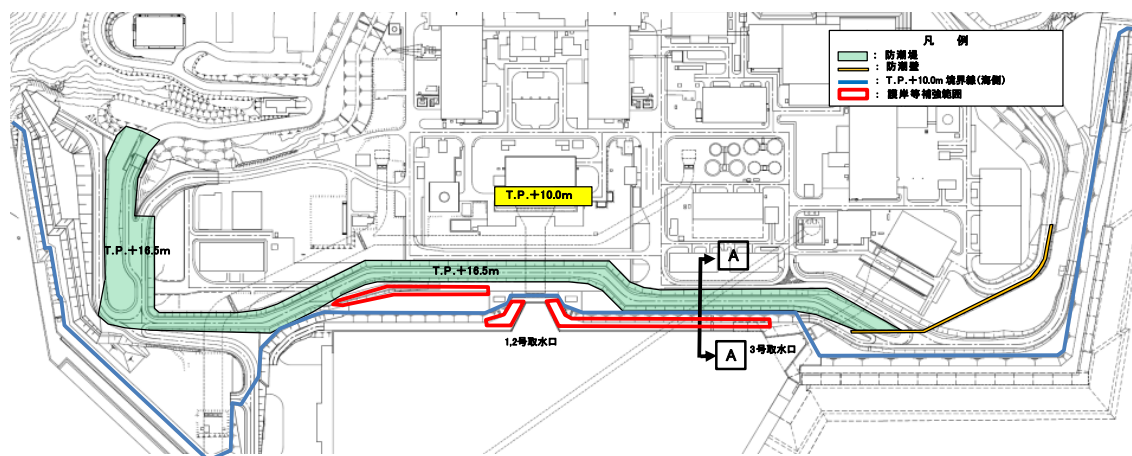 凡 例
: 防潮堤
: 防潮壁
: T.P.+10.0m 境界線(海側)
: 護岸等補強範囲
T.P.+10.0m
T.P.+16.5m
T.P.+16.5m
A
A
1,2号取水口
3号取水口